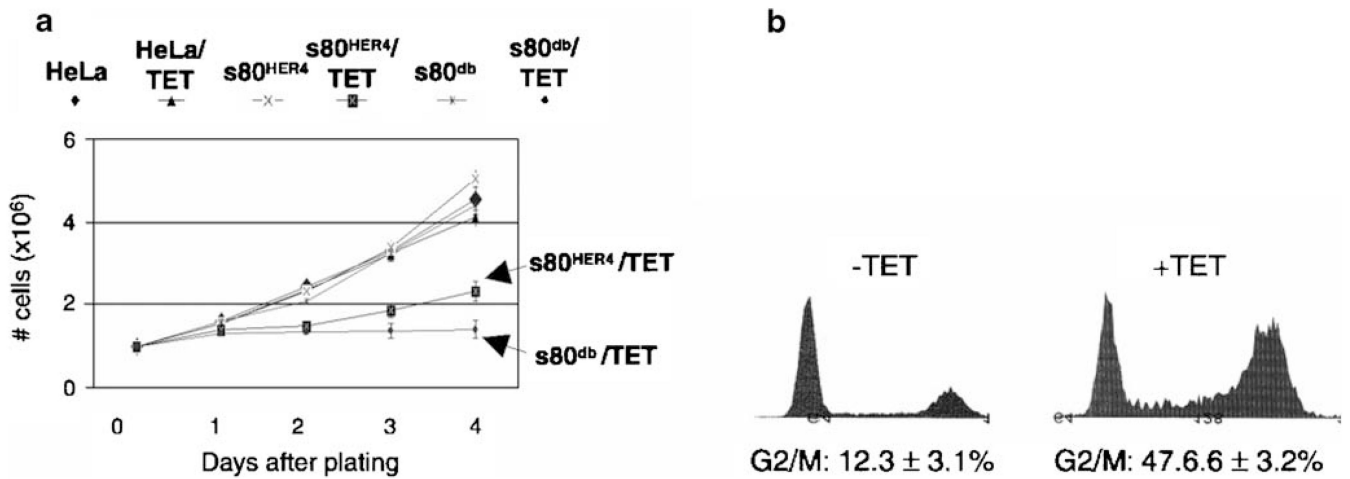 a
HeLa
HeLa/
TET
s80HER4
s80HER4/
TET
s80db
s80db/
TET
# cells (x10⁶)
6
4
2
0
0 1 2 3 4
Days after plating
s80HER4/TET
s80db/TET
b
-TET
+TET
G2/M: 12.3 ± 3.1%
G2/M: 47.6.6 ± 3.2%